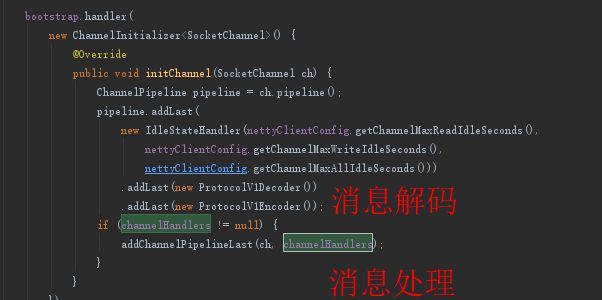 bootstrap.handler(
new ChannelInitializer<SocketChannel>() {
@Override
public void initChannel(SocketChannel ch) {
ChannelPipeline pipeline = ch.pipeline();
pipeline.addLast(
new IdleStateHandler(nettyClientConfig.getChannelMaxReadIdleSeconds(),
nettyClientConfig.getChannelMaxWriteIdleSeconds(),
nettyClientConfig.getChannelMaxAllIdleSeconds()))
.addLast(new ProtocolV1Decoder())
.addLast(new ProtocolV1Encoder());
消息解码
if (channelHandlers != null) {
addChannelPipelineLast(ch, channelHandlers);
}
消息处理
}
})